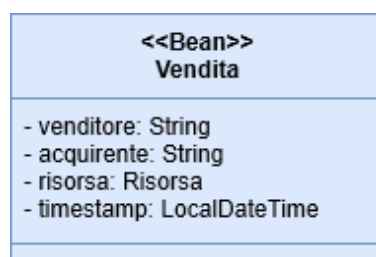 <<Bean>>
Vendita
- venditore: String
- acquirente: String
- risorsa: Risorsa
- timestamp: LocalDateTime